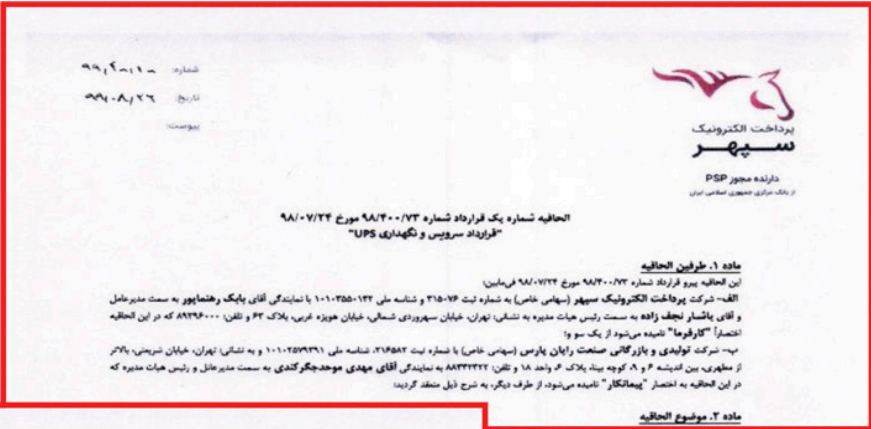 شماره: ۹۹,۴۰,۱۰
تاریخ: ۹۹,۰۸,۲۶
پیوست:
پرداخت الکترونیک
سپهر
دارنده مجوز PSP
از بانک مرکزی جمهوری اسلامی ایران
الحاقیه شماره یک قرارداد شماره ۹۸/۴۰۰/۷۳ مورخ ۹۸/۰۷/۲۴
"قرارداد سرویس و نگهداری UPS"
ماده ۱. طرفین الحاقیه
این الحاقیه پیرو قرارداد شماره ۹۸/۴۰۰/۷۳ مورخ ۹۸/۰۷/۲۴ فی‌مابین:
الف- شرکت پرداخت الکترونیک سپهر (سهامی خاص) به شماره ثبت ۳۱۵۰۷۶ و شناسه ملی ۱۰۱۰۳۵۵۰۱۳۲ با نمایندگی آقای بابک رهنماپور به سمت مدیرعامل
و آقای یاشار نجف زاده به سمت رئیس هیات مدیره به نشانی: تهران، خیابان سهروردی شمالی، خیابان هویزه غربی، پلاک ۶۳ و تلفن: ۸۹۲۹۶۰۰۰ که در این الحاقیه
اختصاراً "کارفرما" نامیده می‌شود از یک سو و؛
ب- شرکت تولیدی و بازرگانی صنعت رایان پارس (سهامی خاص) با شماره ثبت ۳۱۶۵۸۲، شناسه ملی ۱۰۱۰۳۵۷۹۳۹۱ و به نشانی: تهران، خیابان شریعتی، بالاتر
از مطهری، بین اندیشه ۶ و ۸، کوچه بینا، پلاک ۶، واحد ۱۸ و تلفن: ۸۸۴۴۲۴۲۲ به نمایندگی آقای مهدی موحدجگرکندی به سمت مدیرعامل و رئیس هیات مدیره که
در این الحاقیه به اختصار "پیمانکار" نامیده می‌شود، از طرف دیگر، به شرح ذیل منعقد گردید:
ماده ۲. موضوع الحاقیه